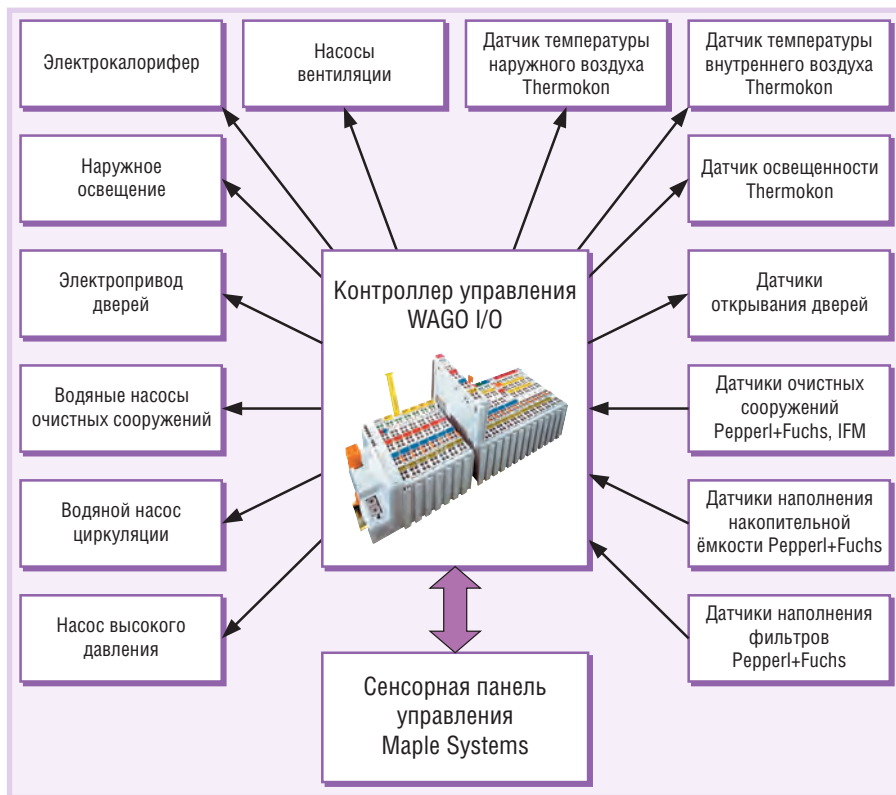 Электрокалорифер
Насосы
вентиляции
Датчик температуры
наружного воздуха
Thermokon
Датчик температуры
внутреннего воздуха
Thermokon
Наружное
освещение
Датчик освещенности
Thermokon
Электропривод
дверей
Контроллер управления
WAGO I/O
Датчики
открывания дверей
Водяные насосы
очистных сооружений
Датчики очистных
сооружений
Pepperl+Fuchs, IFM
Водяной насос
циркуляции
Датчики наполнения
накопительной
ёмкости Pepperl+Fuchs
Насос высокого
давления
Датчики наполнения
фильтров
Pepperl+Fuchs
Сенсорная панель
управления
Maple Systems